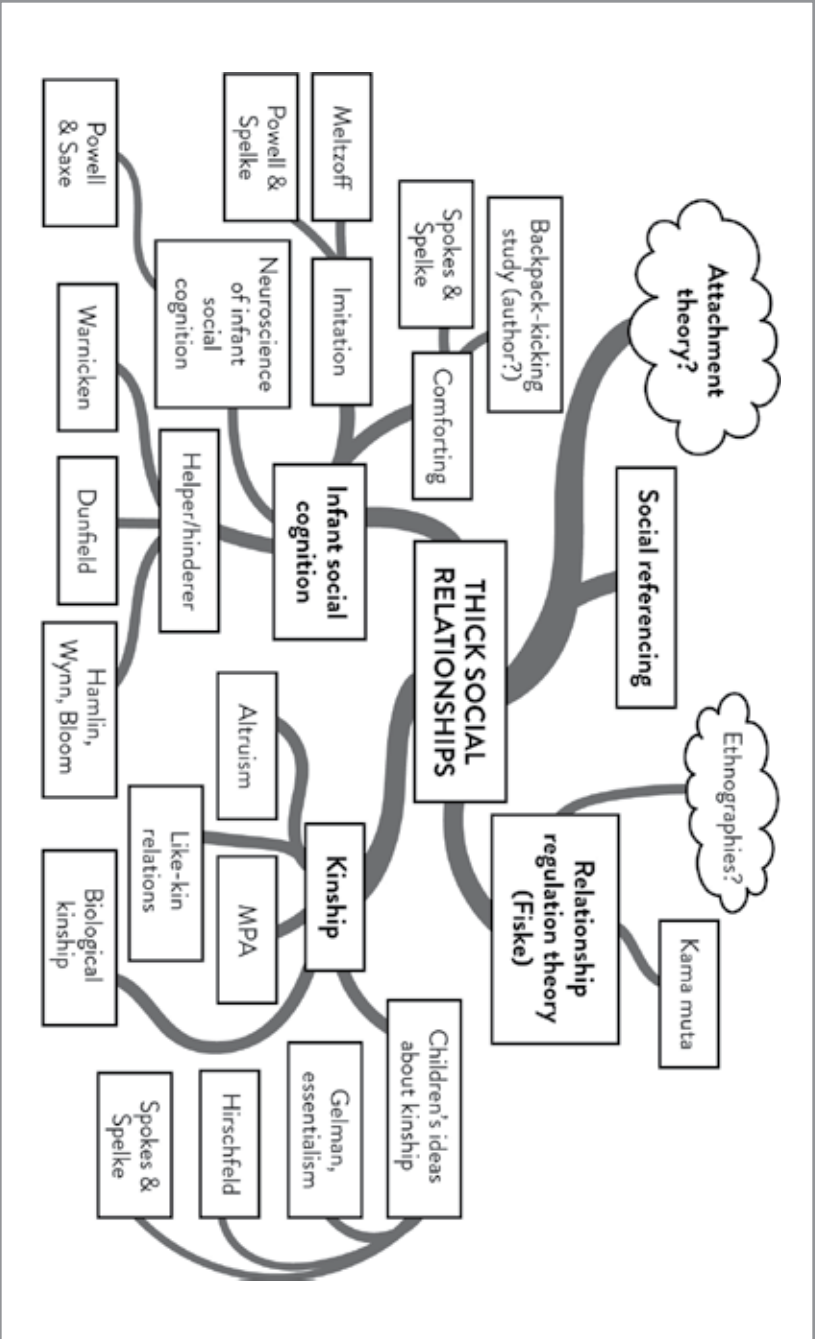 Attachment
theory?
Social referencing
Ethnographies?
Kama muta
Relationship
regulation theory
(Fiske)
Backpack-kicking
study (author?)
Spokes &
Spelke
Comforting
THICK SOCIAL
RELATIONSHIPS
Children's ideas
about kinship
Meltzoff
Imitation
Infant social
cognition
Kinship
Gelman,
essentialism
Powell &
Spelke
Neuroscience
of infant
social
cognition
Altruism
MPA
Hirschfeld
Helper/hinderer
Like-kin
relations
Spokes &
Spelke
Powell
& Saxe
Warnicken
Dunfield
Hamlin,
Wynn, Bloom
Biological
kinship